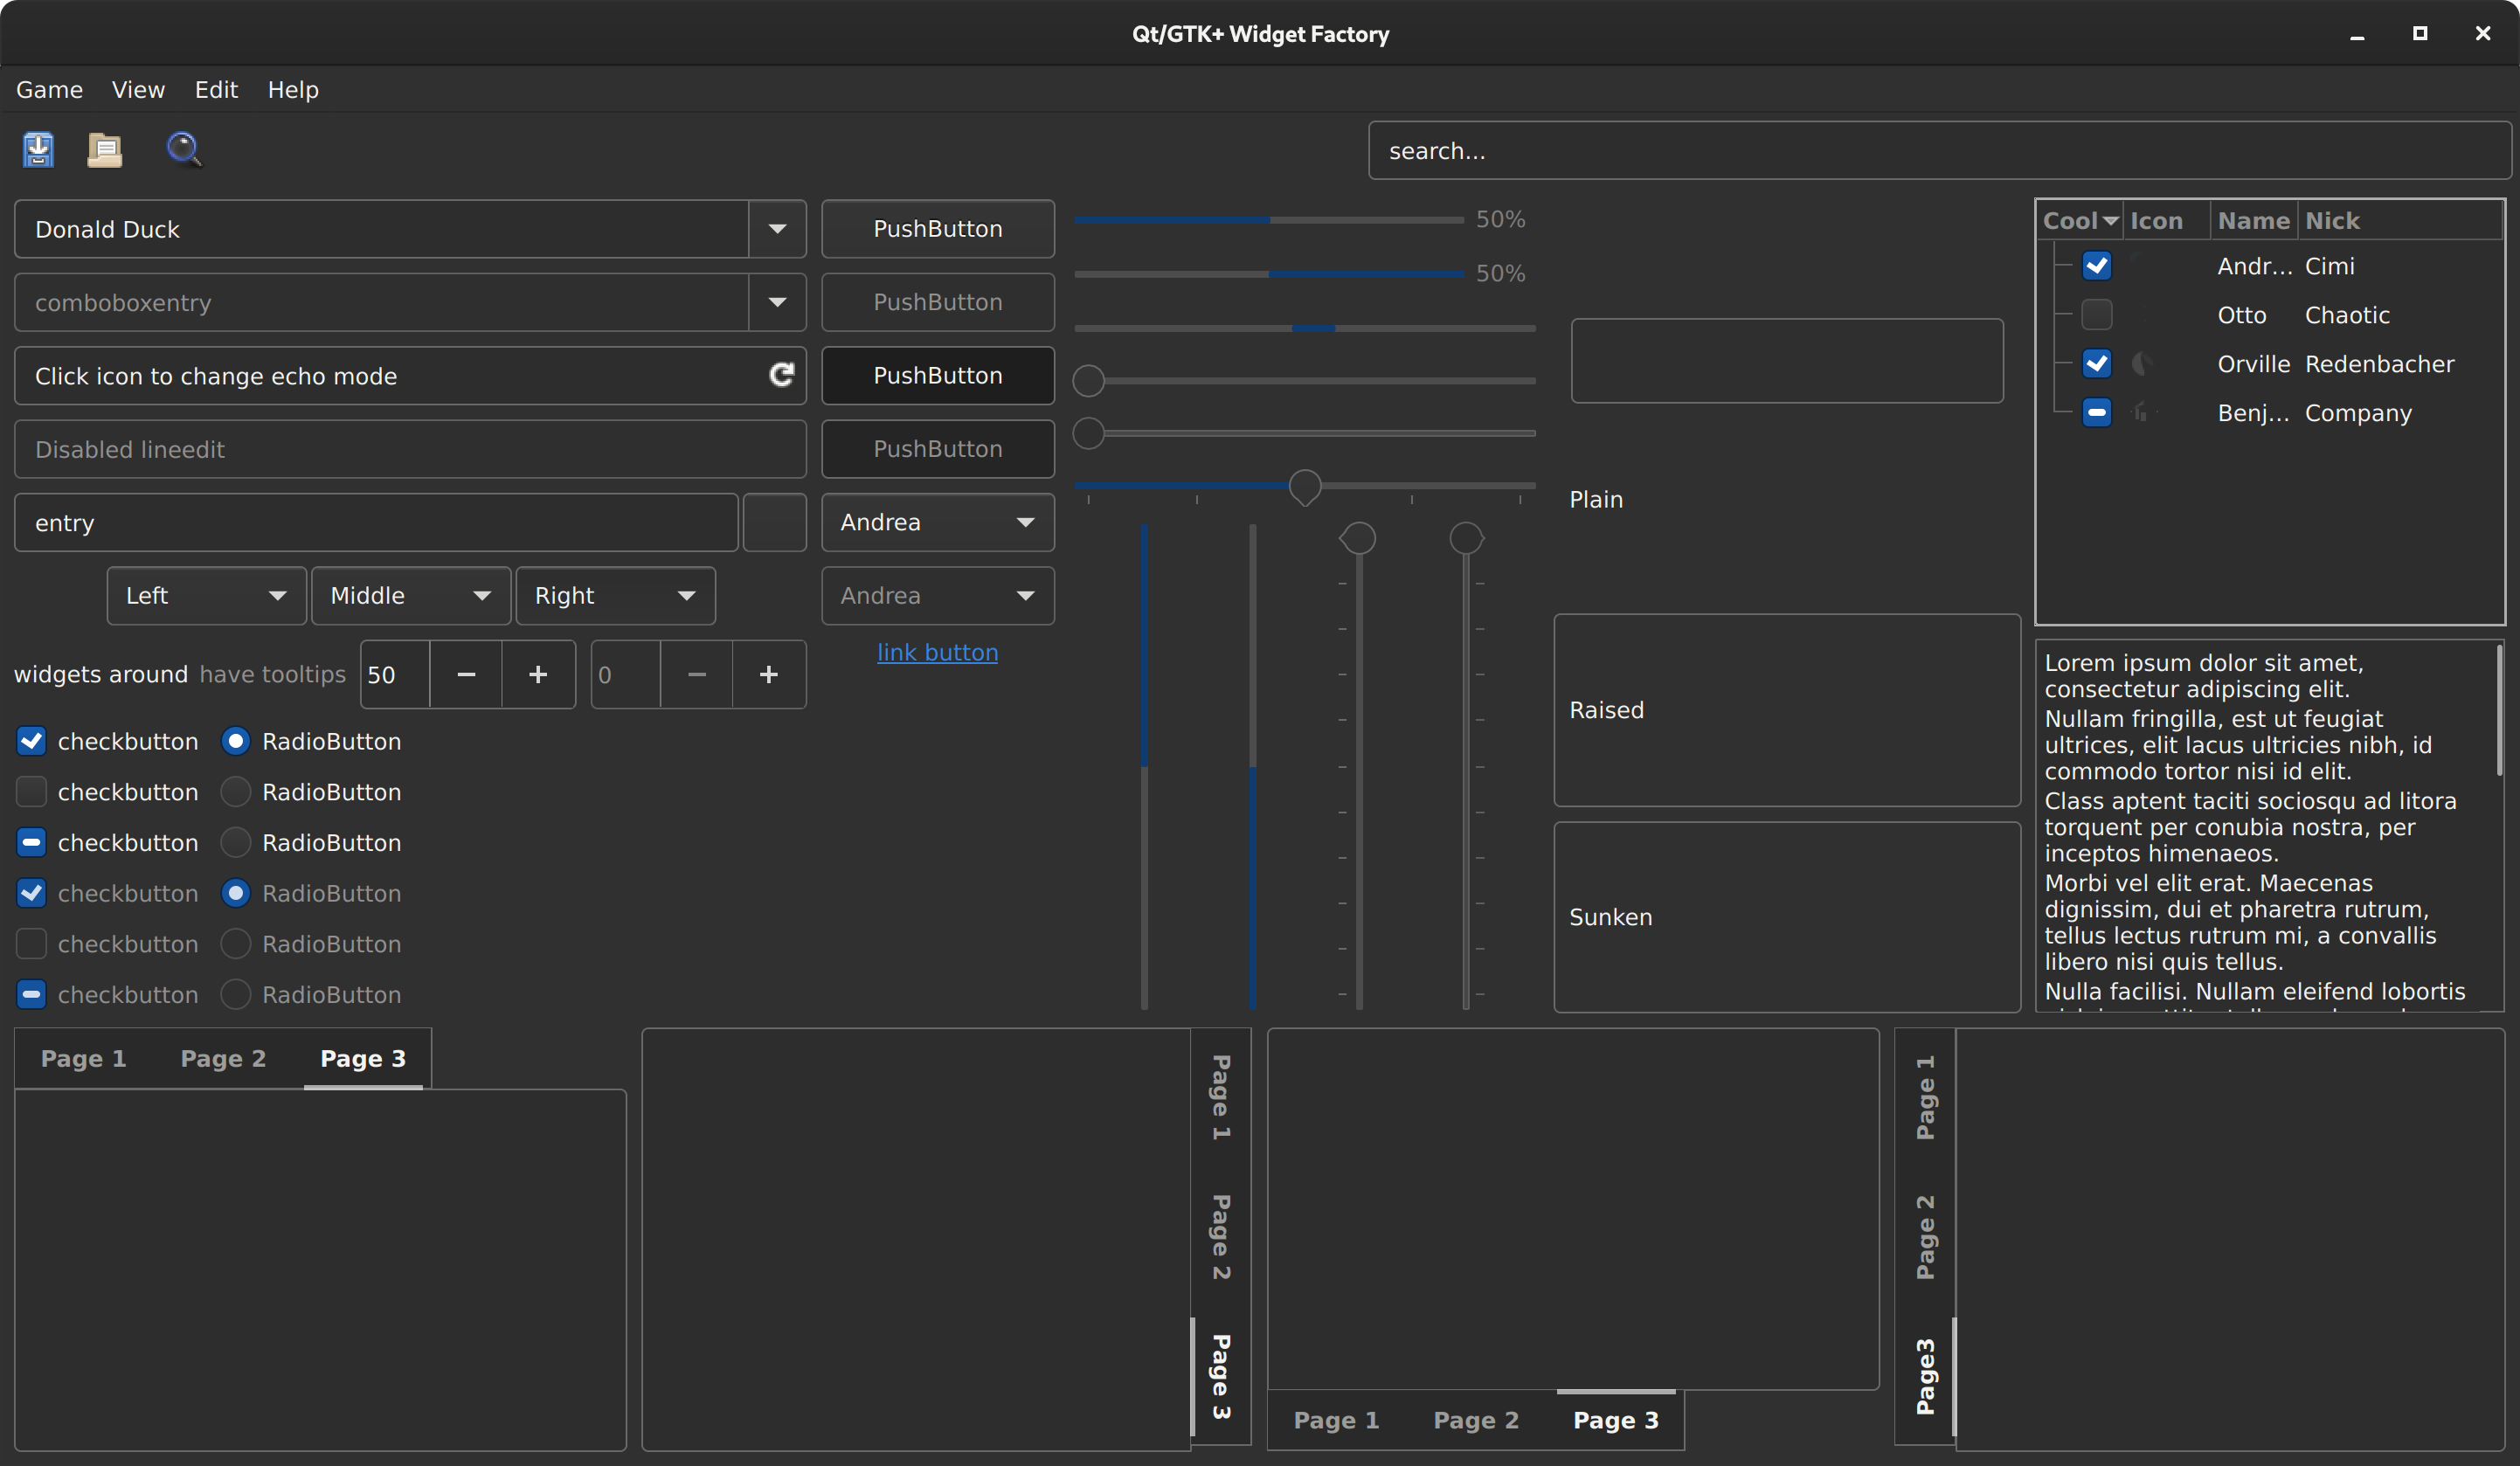 Qt/GTK+ Widget Factory
Game View Edit Help
search...
Donald Duck
comboboxentry
Click icon to change echo mode
Disabled lineedit
entry
Left Middle Right
widgets around have tooltips 50 0
checkbutton RadioButton
checkbutton RadioButton
checkbutton RadioButton
checkbutton RadioButton
checkbutton RadioButton
checkbutton RadioButton
PushButton
PushButton
PushButton
PushButton
Andrea
Andrea
link button
50%
50%
Plain
Raised
Sunken
Cool Icon Name Nick
Andr... Cimi
Otto Chaotic
Orville Redenbacher
Benj... Company
Lorem ipsum dolor sit amet,
consectetur adipiscing elit.
Nullam fringilla, est ut feugiat
ultrices, elit lacus ultricies nibh, id
commodo tortor nisi id elit.
Class aptent taciti sociosqu ad litora
torquent per conubia nostra, per
inceptos himenaeos.
Morbi vel elit erat. Maecenas
dignissim, dui et pharetra rutrum,
tellus lectus rutrum mi, a convallis
libero nisi quis tellus.
Nulla facilisi. Nullam eleifend lobortis
Page 1 Page 2 Page 3
Page 1
Page 2
Page 3
Page 1 Page 2 Page 3
Page 1
Page 2
Page3